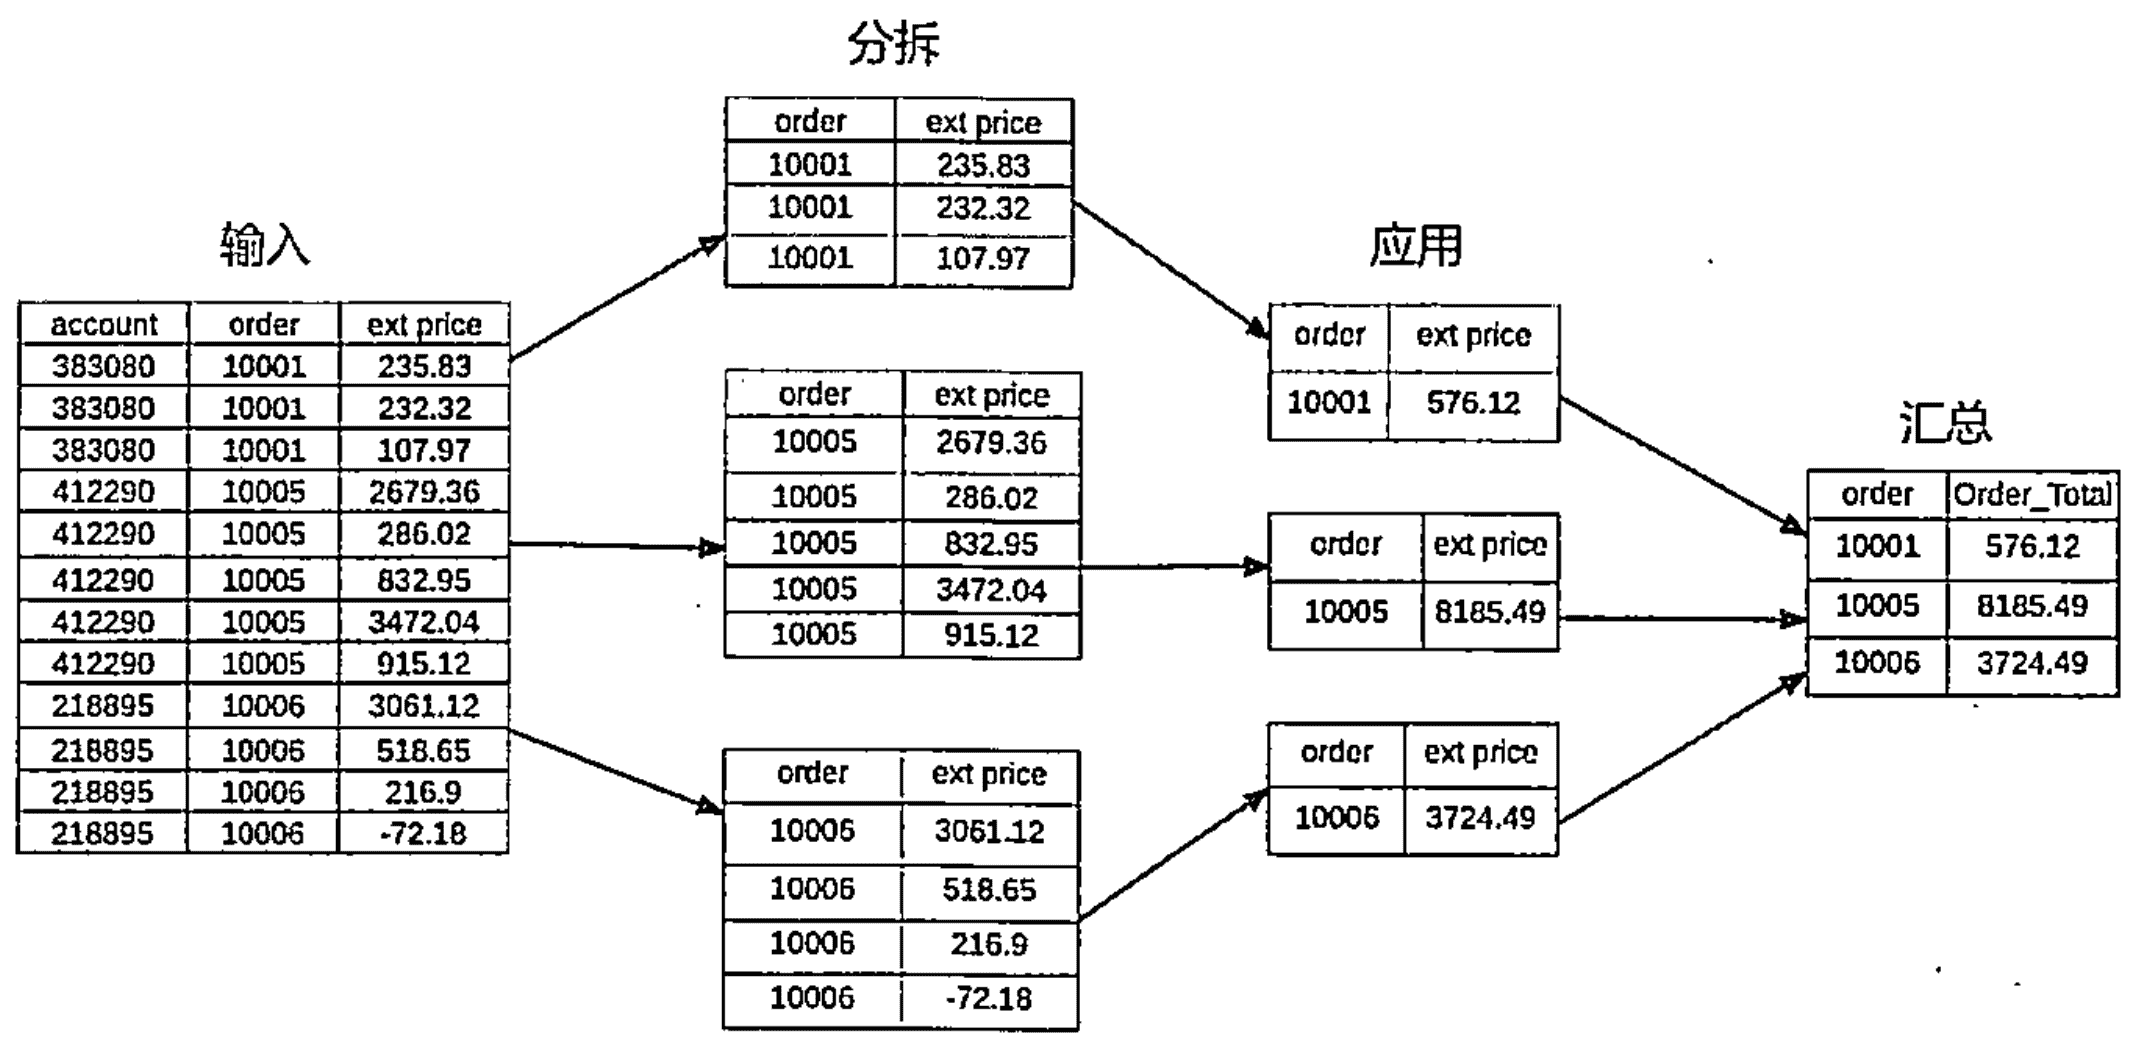 输入
account order ext price
383080 10001 235.83
383080 10001 232.32
383080 10001 107.97
412290 10005 2679.36
412290 10005 286.02
412290 10005 832.95
412290 10005 3472.04
412290 10005 915.12
218895 10006 3061.12
218895 10006 518.65
218895 10006 216.9
218895 10006 -72.18
分拆
order ext price
10001 235.83
10001 232.32
10001 107.97
order ext price
10005 2679.36
10005 286.02
10005 832.95
10005 3472.04
10005 915.12
order ext price
10006 3061.12
10006 518.65
10006 216.9
10006 -72.18
应用
order ext price
10001 576.12
order ext price
10005 8185.49
order ext price
10006 3724.49
汇总
order Order_Total
10001 576.12
10005 8185.49
10006 3724.49